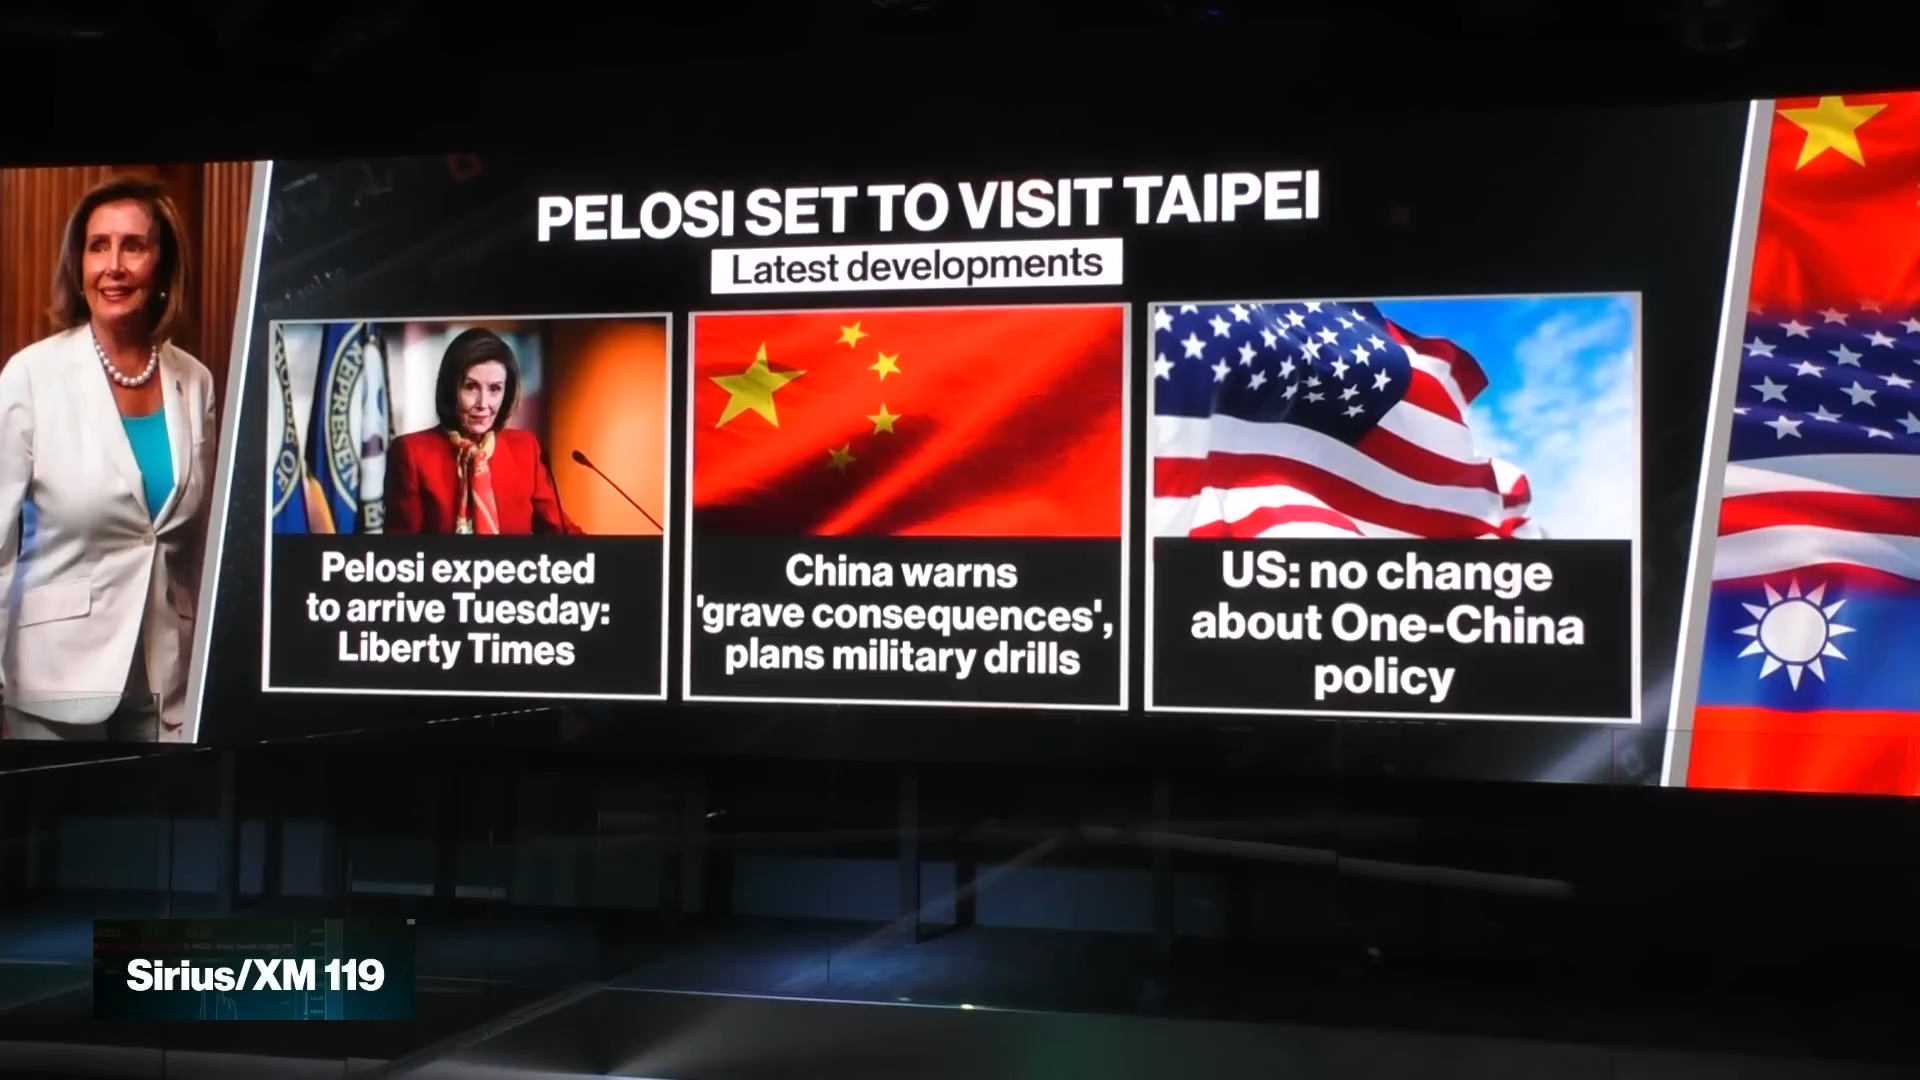 PELOSI SET TO VISIT TAIPEI
Latest developments
Pelosi expected
to arrive Tuesday:
Liberty Times
China warns
'grave consequences',
plans military drills
US: no change
about One-China
policy
Sirius/XM 119